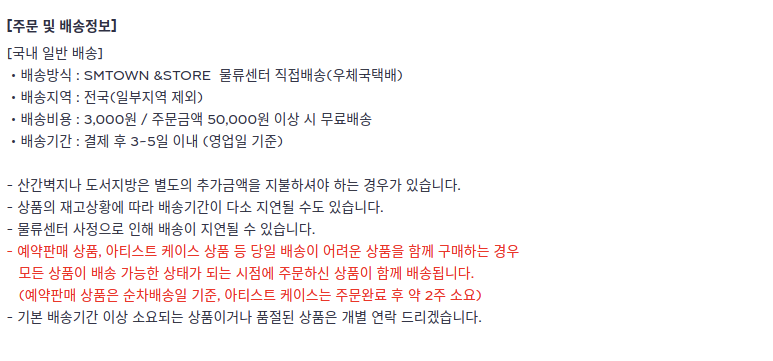 [주문 및 배송정보]
[국내 일반 배송]
• 배송방식 : SMTOWN &STORE 물류센터 직접배송(우체국택배)
• 배송지역 : 전국(일부지역 제외)
• 배송비용 : 3,000원 / 주문금액 50,000원 이상 시 무료배송
• 배송기간 : 결제 후 3-5일 이내 (영업일 기준)
- 산간벽지나 도서지방은 별도의 추가금액을 지불하셔야 하는 경우가 있습니다.
- 상품의 재고상황에 따라 배송기간이 다소 지연될 수도 있습니다.
- 물류센터 사정으로 인해 배송이 지연될 수 있습니다.
- 예약판매 상품, 아티스트 케이스 상품 등 당일 배송이 어려운 상품을 함께 구매하는 경우
모든 상품이 배송 가능한 상태가 되는 시점에 주문하신 상품이 함께 배송됩니다.
(예약판매 상품은 순차배송일 기준, 아티스트 케이스는 주문완료 후 약 2주 소요)
- 기본 배송기간 이상 소요되는 상품이거나 품절된 상품은 개별 연락 드리겠습니다.